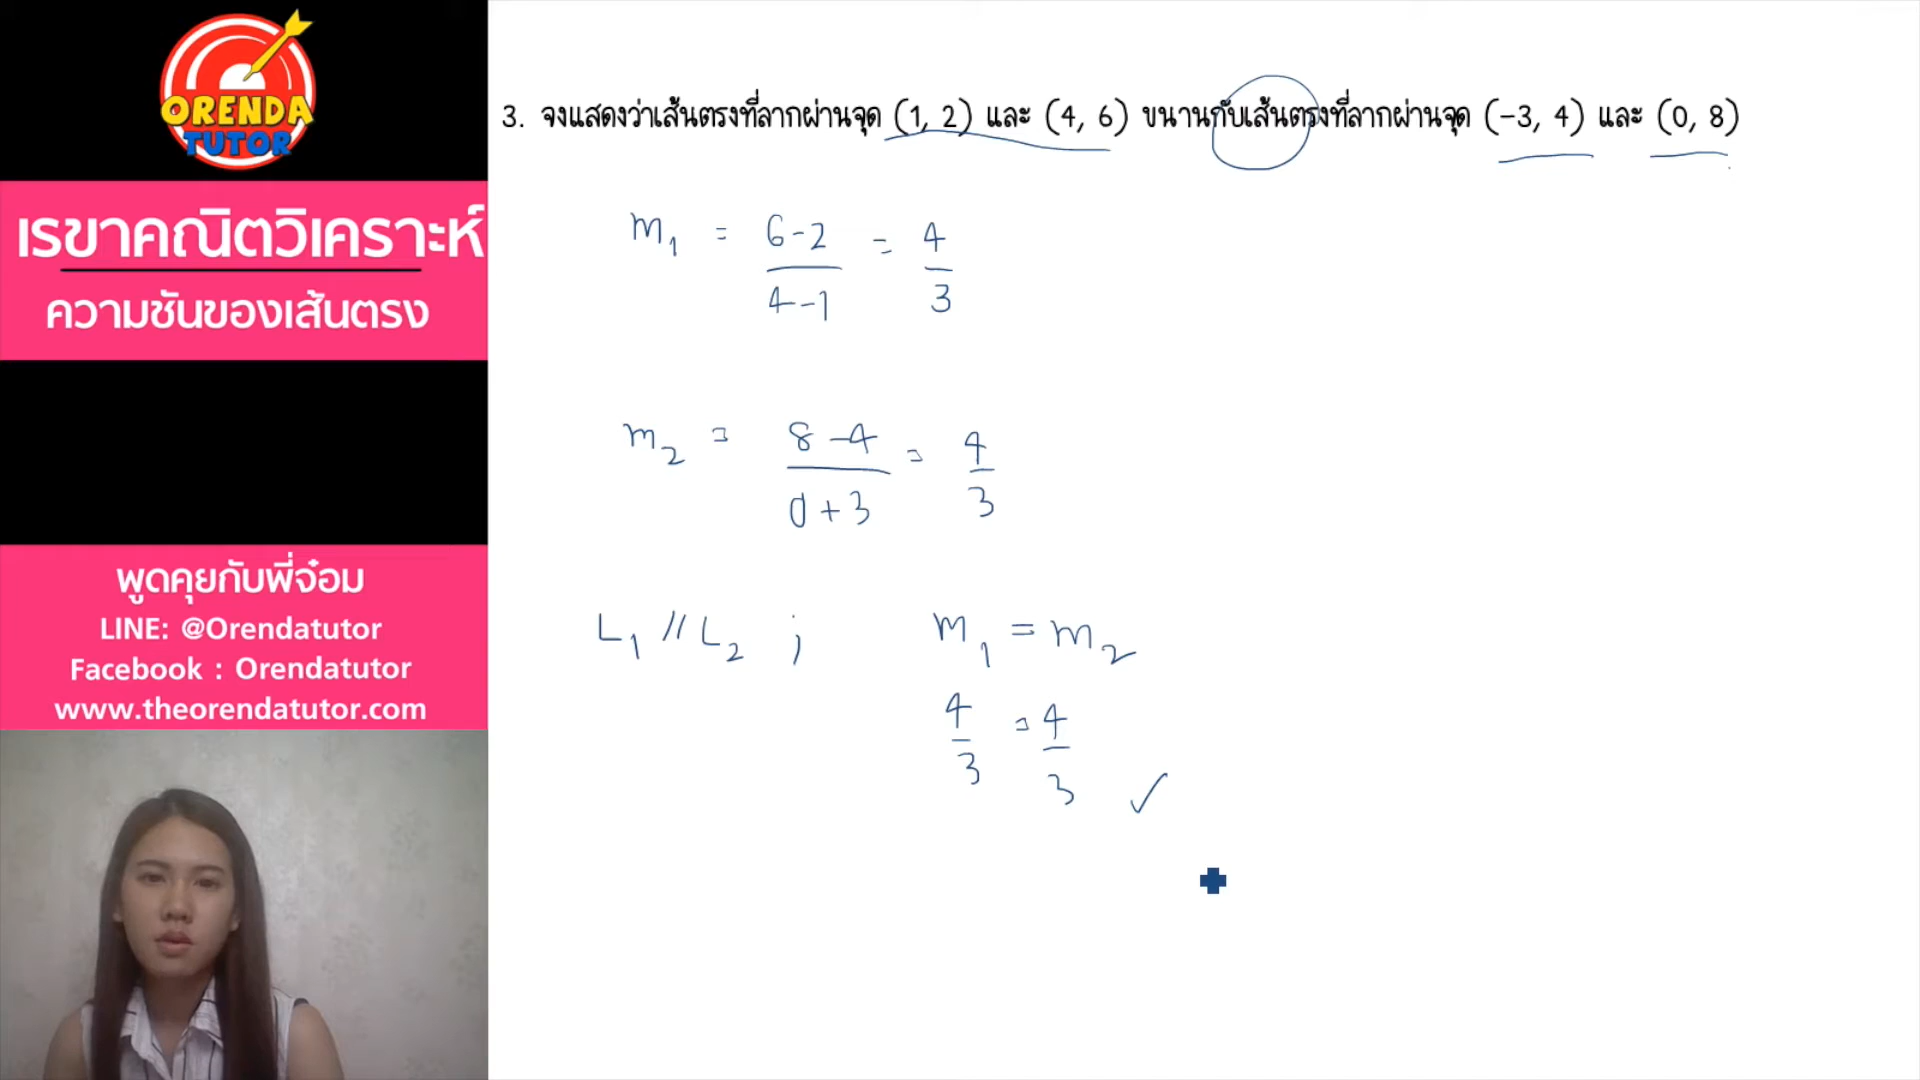 ORENDA
TUTOR
เรขาคณิตวิเคราะห์
ความชันของเส้นตรง
พูดคุยกับพี่จ๋อม
LINE: @Orendatutor
Facebook : Orendatutor
www.theorendatutor.com
3. จงแสดงว่าเส้นตรงที่ลากผ่านจุด (1, 2) และ (4, 6) ขนานกับเส้นตรงที่ลากผ่านจุด (-3, 4) และ (0, 8)
m₁ = (6-2)/(4-1) = 4/3
m₂ = (8-4)/(0+3) = 4/3
L₁ // L₂ ; m₁ = m₂
4/3 = 4/3 ✓